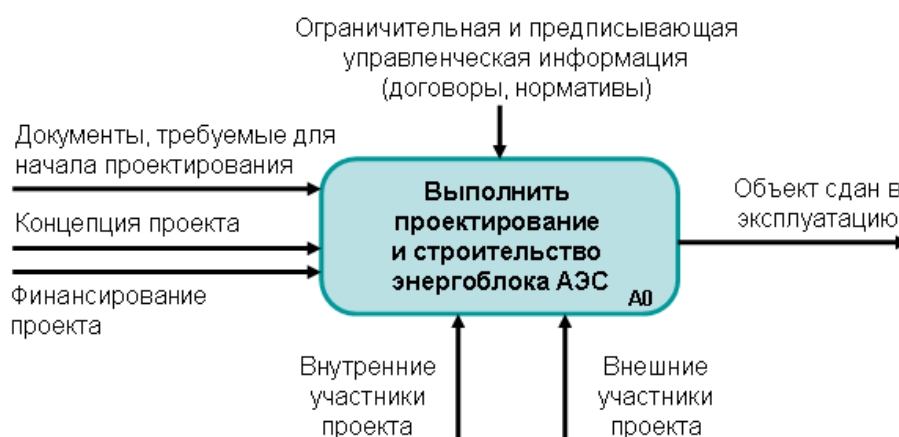 Ограничительная и предписывающая
управленческая информация
(договоры, нормативы)
Документы, требуемые для
начала проектирования
Концепция проекта
Финансирование
проекта
Выполнить
проектирование
и строительство
энергоблока АЭС
A0
Объект сдан в
эксплуатацию
Внутренние
участники
проекта
Внешние
участники
проекта